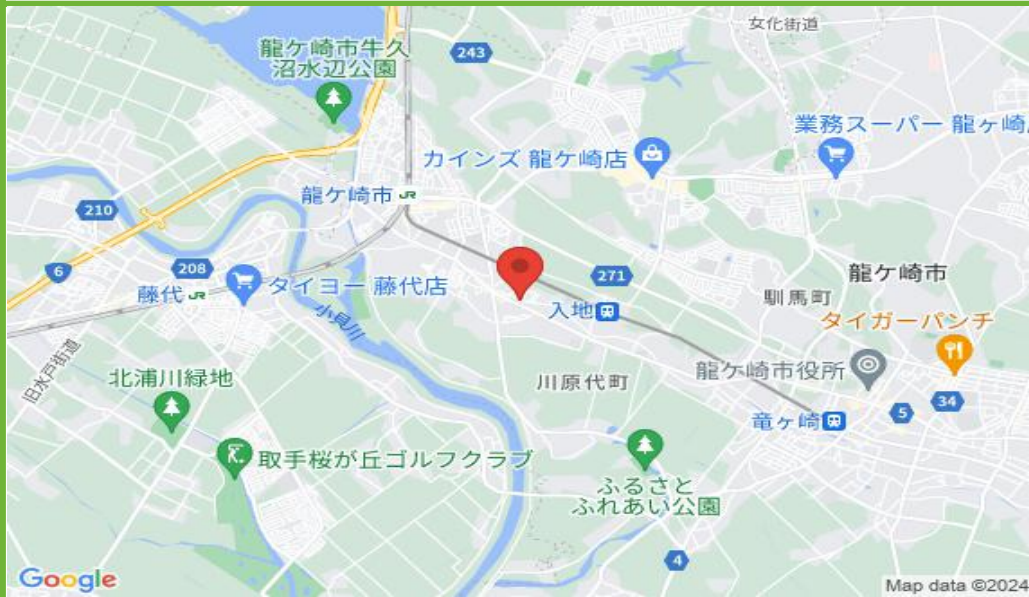 女化街道
龍ケ崎市牛久
沼水辺公園
243
業務スーパー 龍ヶ崎
カインズ 龍ケ崎店
龍ケ崎市 JR
210
6
208
271
龍ケ崎市
藤代 JR
タイヨー 藤代店
入地
馴馬町
タイガーパンチ
小貝川
旧水戸街道
北浦川緑地
川原代町
龍ケ崎市役所
34
5
竜ヶ崎
取手桜が丘ゴルフクラブ
ふるさと
ふれあい公園
4
Google
Map data ©2024